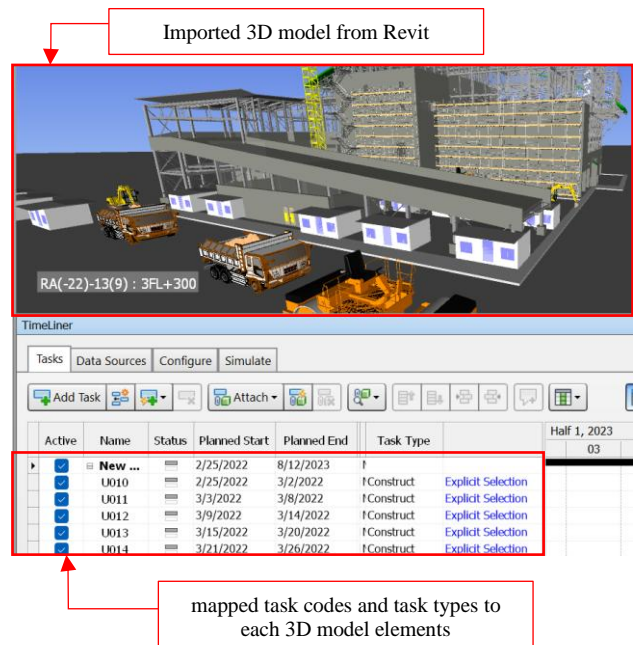 Imported 3D model from Revit
RA(-22)-13(9) : 3FL+300
TimeLiner
Tasks Data Sources Configure Simulate
Add Task Attach
Half 1, 2023
Active Name Status Planned Start Planned End Task Type 03
New ... 2/25/2022 8/12/2023
U010 2/25/2022 3/2/2022 Construct Explicit Selection
U011 3/3/2022 3/8/2022 Construct Explicit Selection
U012 3/9/2022 3/14/2022 Construct Explicit Selection
U013 3/15/2022 3/20/2022 Construct Explicit Selection
U014 3/21/2022 3/26/2022 Construct Explicit Selection
mapped task codes and task types to
each 3D model elements